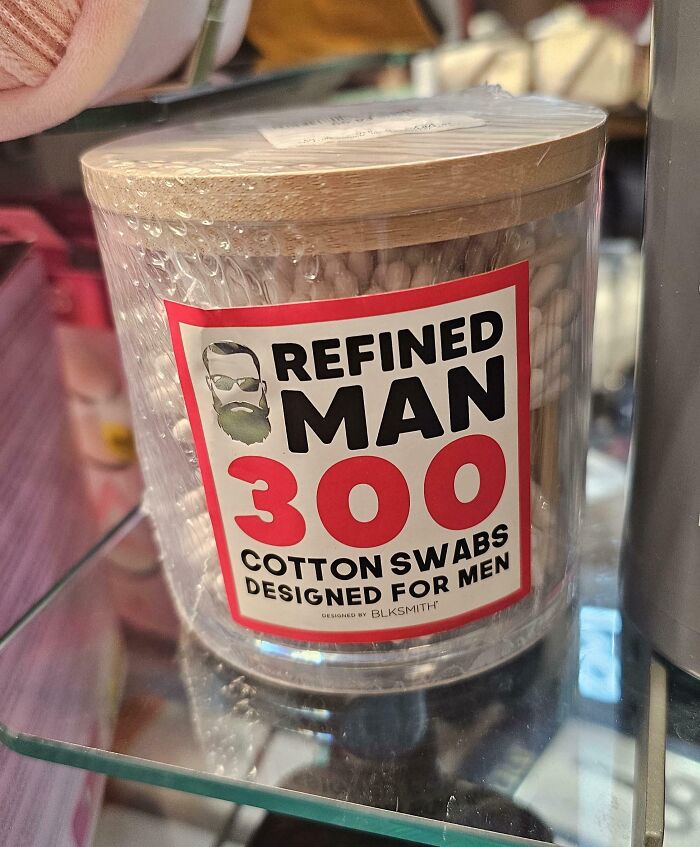 REFINED
MAN
300
COTTON SWABS
DESIGNED FOR MEN
DESIGNED BY BLKSMITH